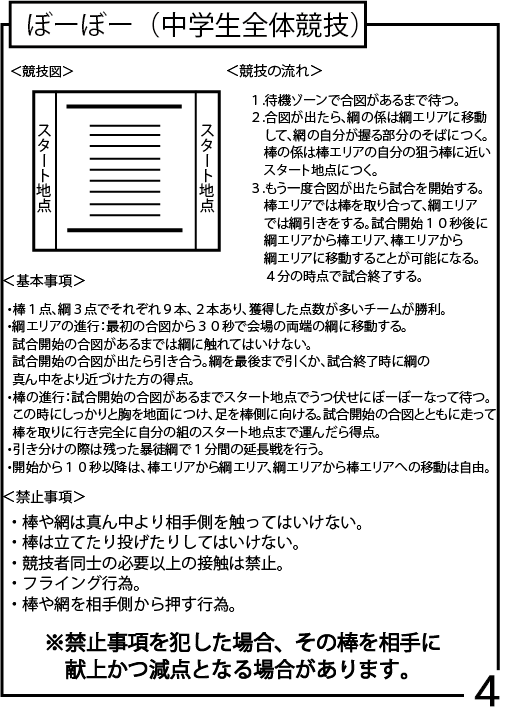 ぼーぼー（中学生全体競技）
＜競技図＞
スタート地点
スタート地点
＜競技の流れ＞
１.待機ゾーンで合図があるまで待つ。
２.合図が出たら、綱の係は綱エリアに移動
して、綱の自分が握る部分のそばにつく。
棒の係は棒エリアの自分の狙う棒に近い
スタート地点につく。
３.もう一度合図が出たら試合を開始する。
棒エリアでは棒を取り合って、綱エリア
では綱引きをする。試合開始１０秒後に
綱エリアから棒エリア、棒エリアから
綱エリアに移動することが可能になる。
４分の時点で試合終了する。
＜基本事項＞
・棒１点、綱３点でそれぞれ９本、２本あり、獲得した点数が多いチームが勝利。
・綱エリアの進行：最初の合図から３０秒で会場の両端の綱に移動する。
試合開始の合図があるまでは綱に触れてはいけない。
試合開始の合図が出たら引き合う。綱を最後まで引くか、試合終了時に綱の
真ん中をより近づけた方の得点。
・棒の進行：試合開始の合図があるまでスタート地点でうつ伏せにぼーぼーなって待つ。
この時にしっかりと胸を地面につけ、足を棒側に向ける。試合開始の合図とともに走って
棒を取りに行き完全に自分の組のスタート地点まで運んだら得点。
・引き分けの際は残った暴徒綱で１分間の延長戦を行う。
・開始から１０秒以降は、棒エリアから綱エリア、綱エリアから棒エリアへの移動は自由。
＜禁止事項＞
・棒や網は真ん中より相手側を触ってはいけない。
・棒は立てたり投げたりしてはいけない。
・競技者同士の必要以上の接触は禁止。
・フライング行為。
・棒や網を相手側から押す行為。
※禁止事項を犯した場合、その棒を相手に
献上かつ減点となる場合があります。
4